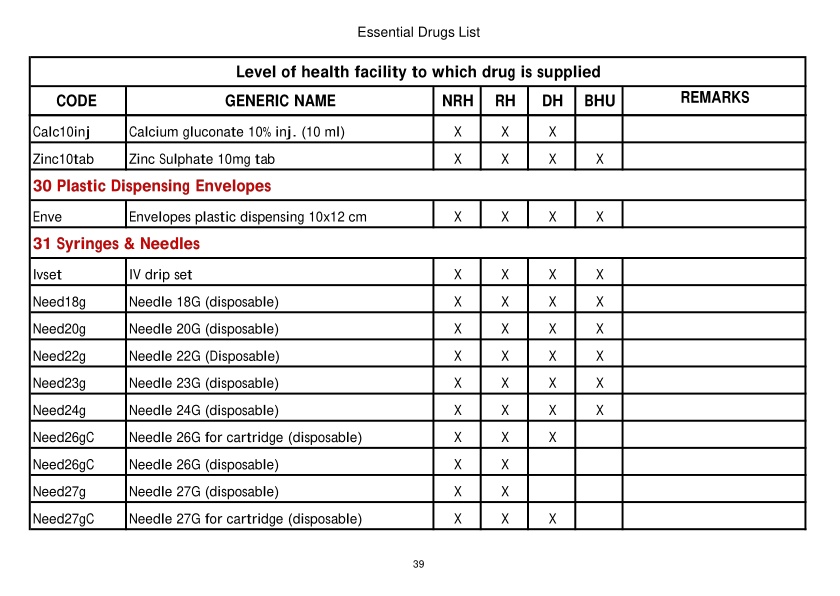 Essential Drugs List
Level of health facility to which drug is supplied
CODE GENERIC NAME NRH RH DH BHU REMARKS
Calc10inj Calcium gluconate 10% inj. (10 ml) X X X
Zinc10tab Zinc Sulphate 10mg tab X X X X
30 Plastic Dispensing Envelopes
Enve Envelopes plastic dispensing 10x12 cm X X X X
31 Syringes & Needles
Ivset IV drip set X X X X
Need18g Needle 18G (disposable) X X X X
Need20g Needle 20G (disposable) X X X X
Need22g Needle 22G (Disposable) X X X X
Need23g Needle 23G (disposable) X X X X
Need24g Needle 24G (disposable) X X X X
Need26gC Needle 26G for cartridge (disposable) X X X
Need26gC Needle 26G (disposable) X X
Need27g Needle 27G (disposable) X X
Need27gC Needle 27G for cartridge (disposable) X X X
39